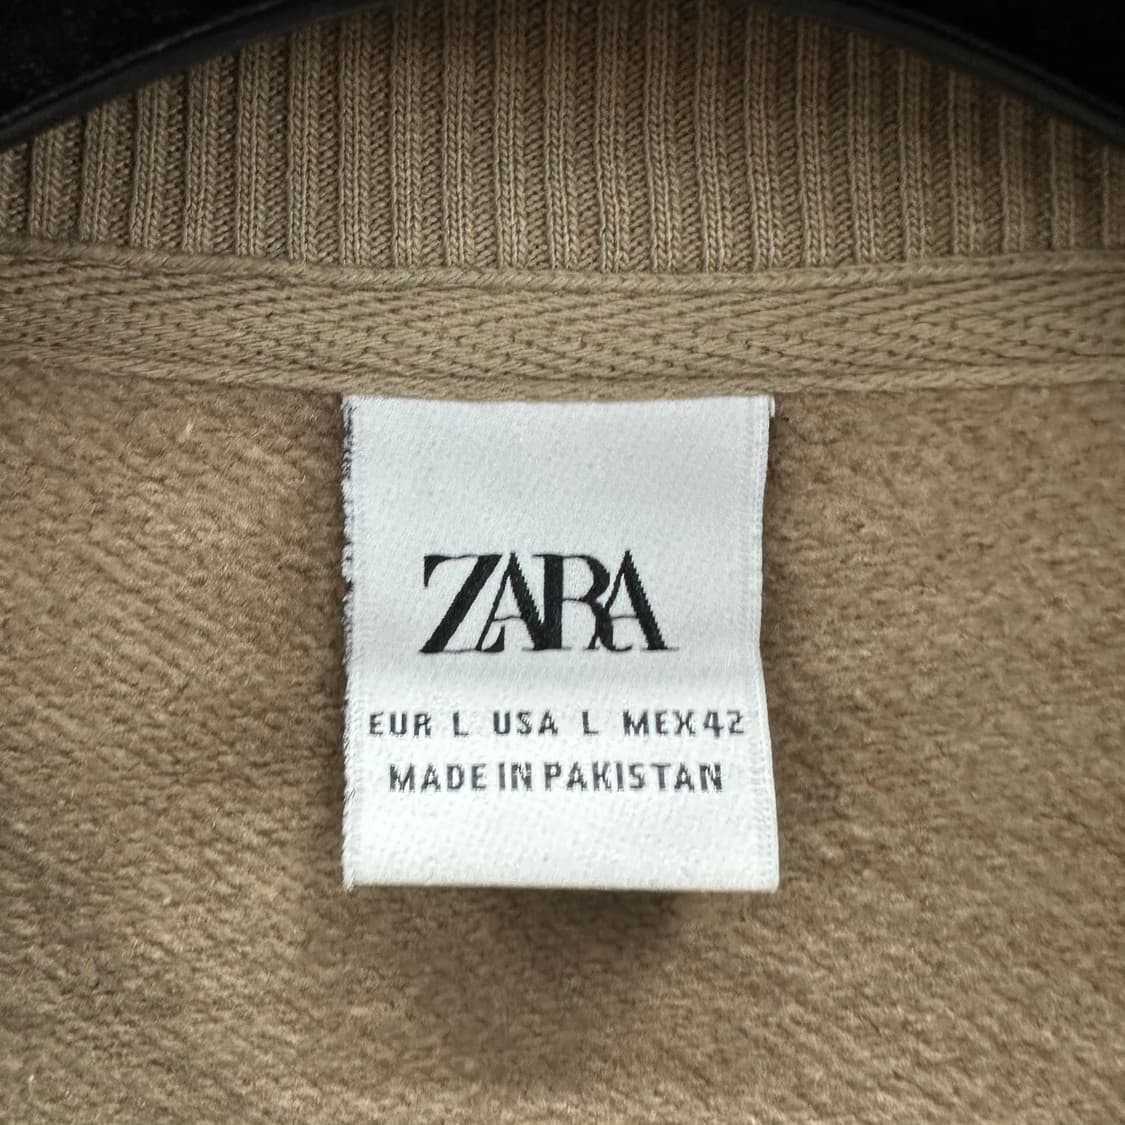 ZARA
EUR L USA L MEX 42
MADE IN PAKISTAN